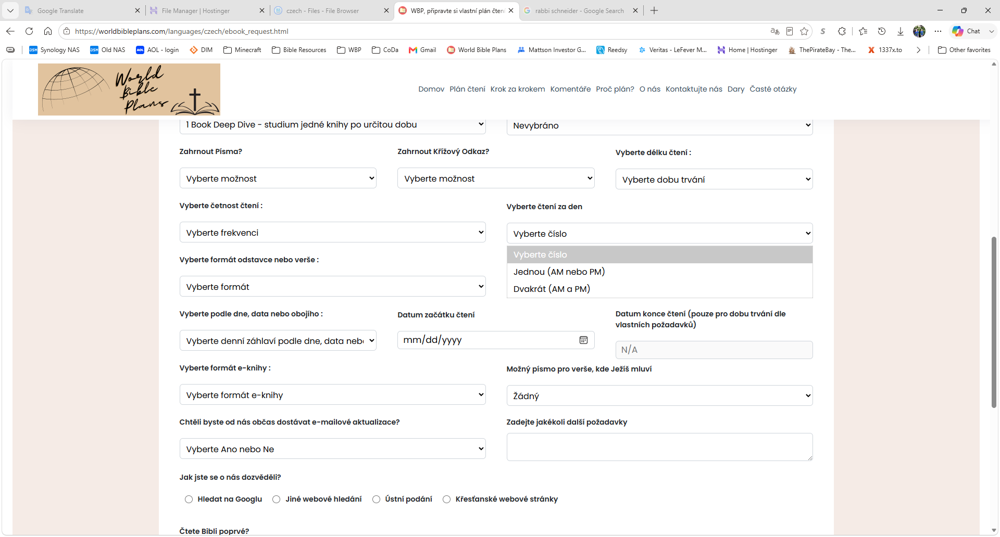 Google Translate
File Manager | Hostinger
czech - Files - File Browser
WBP, připravte si vlastní plán čtení
rabbi schneider - Google Search
https://worldbibleplans.com/languages/czech/ebook_request.html
Chat
Synology NAS
Old NAS
AOL - login
DIM
Minecraft
Bible Resources
WBP
CoDa
Gmail
World Bible Plans
Mattson Investor G...
Reedsy
Veritas - LeFever M...
Home | Hostinger
ThePirateBay - The...
1337x.to
Other favorites
World
Bible
Plans
Domov Plán čtení Krok za krokem Komentáře Proč plán? O nás Kontaktujte nás Dary Časté otázky
1 Book Deep Dive - studium jedné knihy po určitou dobu
Nevybráno
Zahrnout Písma?
Zahrnout Křížový Odkaz?
Vyberte délku čtení :
Vyberte možnost
Vyberte možnost
Vyberte dobu trvání
Vyberte četnost čtení :
Vyberte čtení za den
Vyberte frekvenci
Vyberte číslo
Vyberte číslo
Jednou (AM nebo PM)
Dvakrát (AM a PM)
Vyberte formát odstavce nebo verše :
Vyberte formát
Vyberte podle dne, data nebo obojího :
Datum začátku čtení
Datum konce čtení (pouze pro dobu trvání dle
vlastních požadavků)
Vyberte denní záhlaví podle dne, data nebo
mm/dd/yyyy
N/A
Vyberte formát e-knihy :
Možný písmo pro verše, kde Ježíš mluví
Vyberte formát e-knihy
Žádný
Chtěli byste od nás občas dostávat e-mailové aktualizace?
Zadejte jakékoli další požadavky
Vyberte Ano nebo Ne
Jak jste se o nás dozvěděli?
Hledat na Googlu
Jiné webové hledání
Ústní podání
Křesťanské webové stránky
Čtete Bibli poprvé?